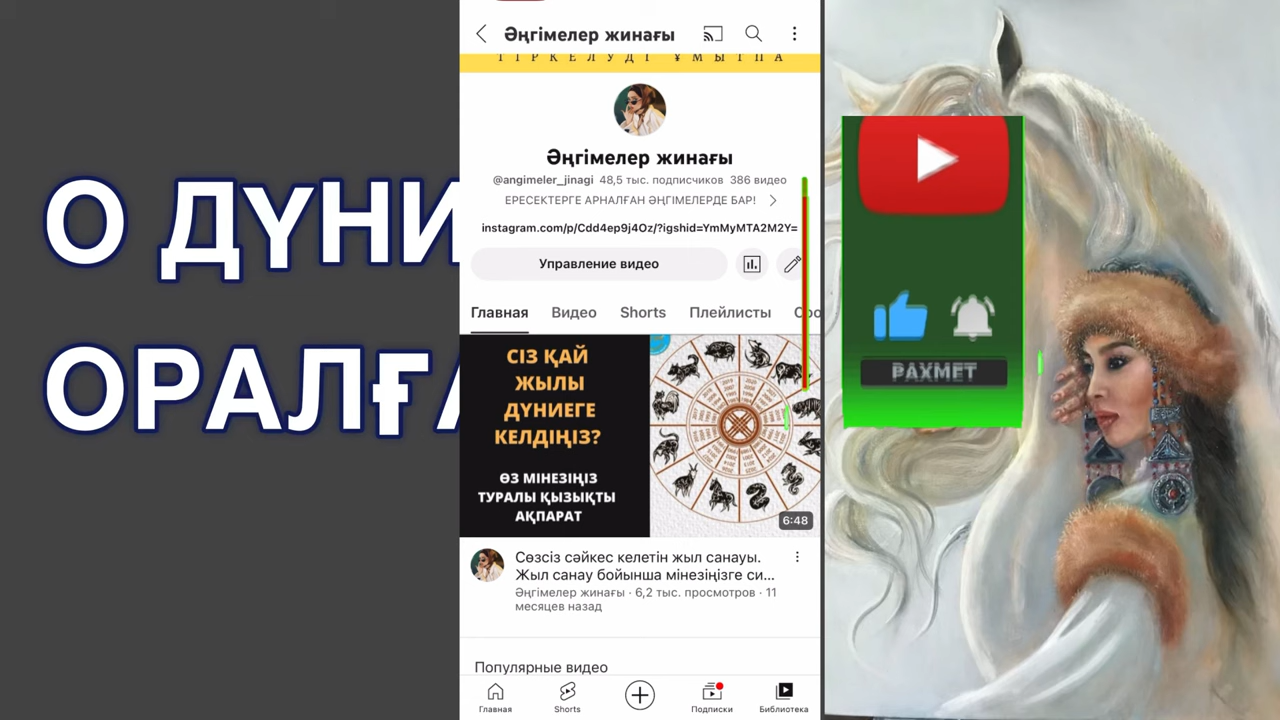 О ДҮНИ
ОРАЛҒА
Әңгімелер жинағы
ТІРКЕЛУДІ ҰМЫТПА
Әңгімелер жинағы
@angimeler_jinagi 48,5 тыс. подписчиков 386 видео
ЕРЕСЕКТЕРГЕ АРНАЛҒАН ӘҢГІМЕЛЕРДЕ БАР!
instagram.com/p/Cdd4ep9j4Oz/?igshid=YmMyMTA2M2Y=
Управление видео
Главная Видео Shorts Плейлисты Соо
СІЗ ҚАЙ
ЖЫЛЫ
ДҮНИЕГЕ
КЕЛДІҢІЗ?
ӨЗ МІНЕЗІҢІЗ
ТУРАЛЫ ҚЫЗЫҚТЫ
АҚПАРАТ
6:48
Сөзсіз сәйкес келетін жыл санауы.
Жыл санау бойынша мінезіңізге си...
Әңгімелер жинағы · 6,2 тыс. просмотров · 11
месяцев назад
Популярные видео
Главная Shorts Подписки Библиотека
РАХМЕТ